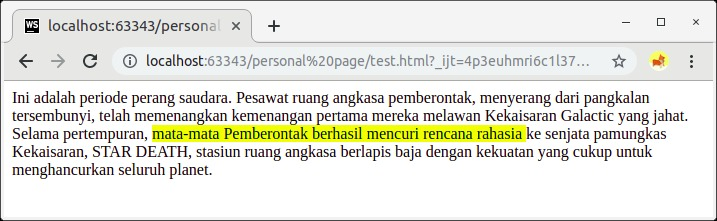 WS localhost:63343/personal
localhost:63343/personal%20page/test.html?_ijt=4p3euhmri6c1l37...
Ini adalah periode perang saudara. Pesawat ruang angkasa pemberontak, menyerang dari pangkalan
tersembunyi, telah memenangkan kemenangan pertama mereka melawan Kekaisaran Galactic yang jahat.
Selama pertempuran, mata-mata Pemberontak berhasil mencuri rencana rahasia ke senjata pamungkas
Kekaisaran, STAR DEATH, stasiun ruang angkasa berlapis baja dengan kekuatan yang cukup untuk
menghancurkan seluruh planet.